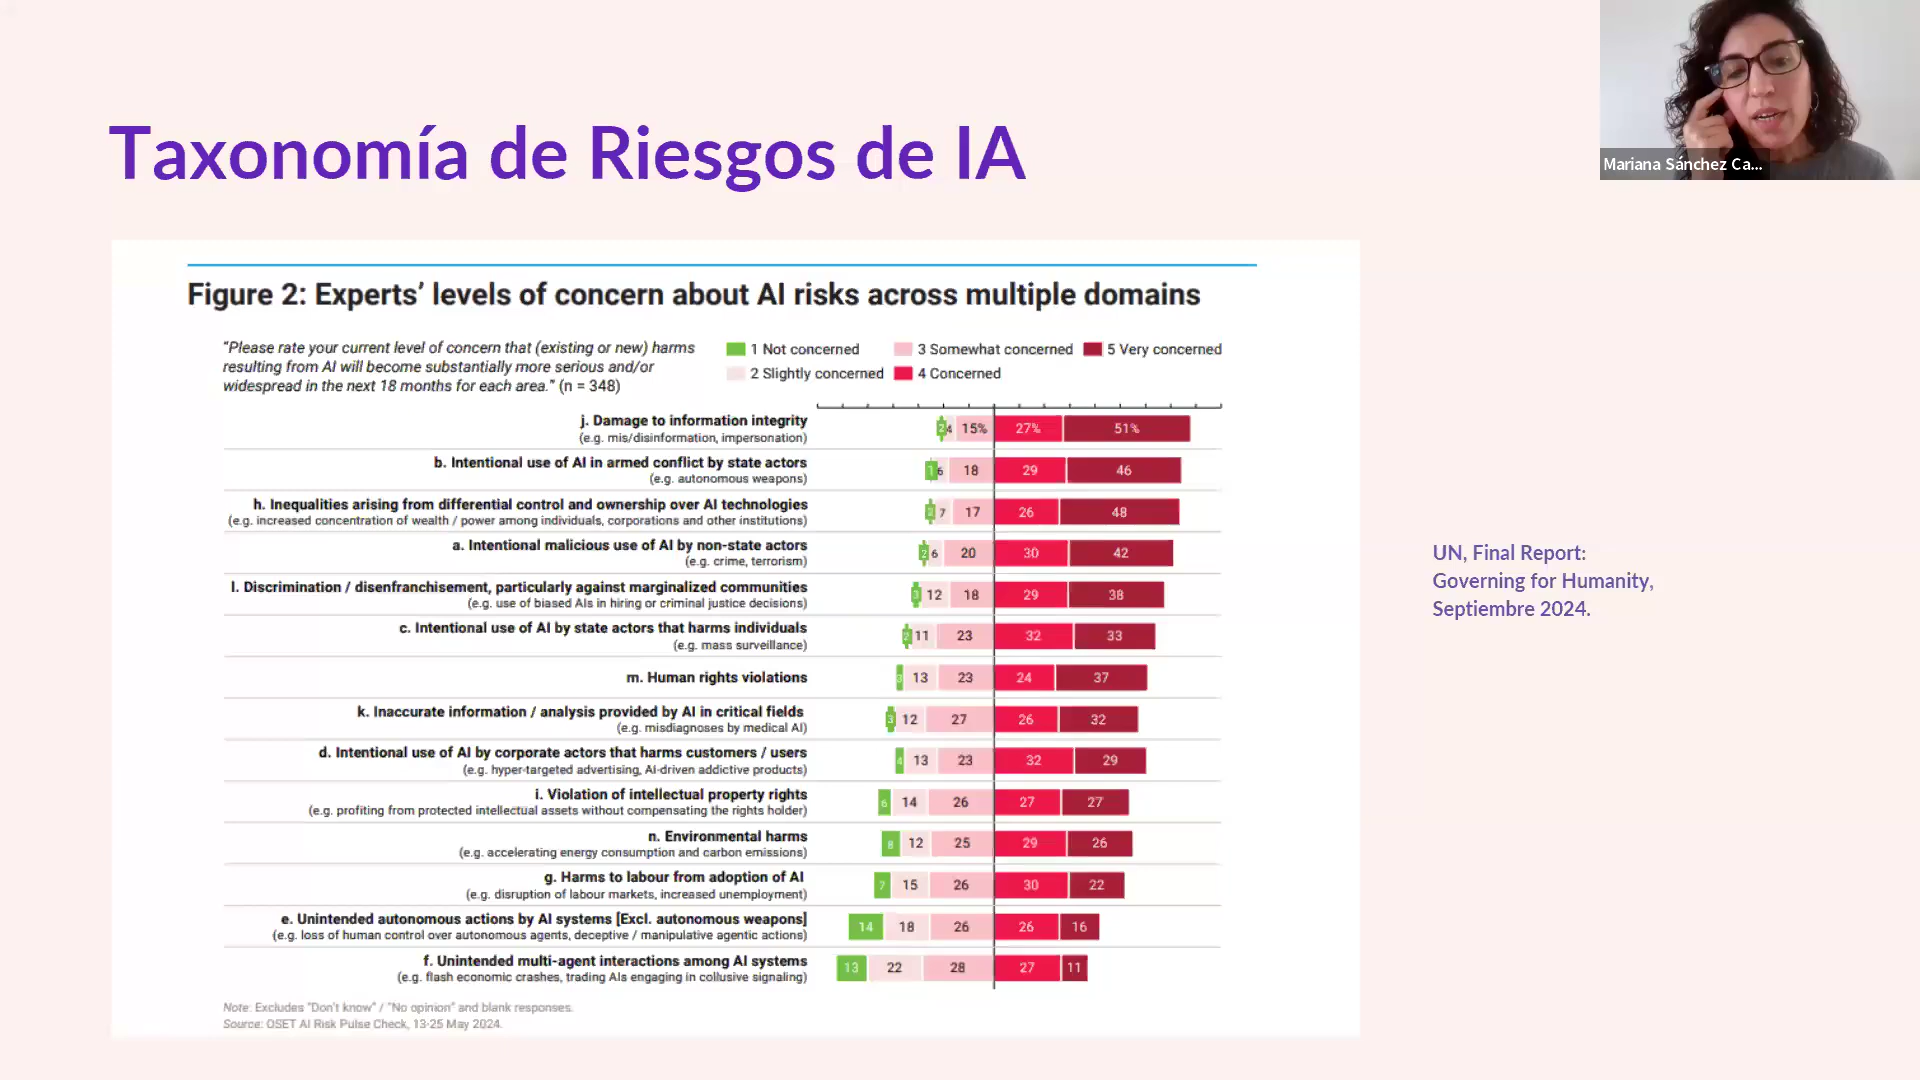 Mariana Sánchez Ca...
Taxonomía de Riesgos de IA
Figure 2: Experts’ levels of concern about AI risks across multiple domains
“Please rate your current level of concern that (existing or new) harms
resulting from AI will become substantially more serious and/or
widespread in the next 18 months for each area.” (n = 348)
1 Not concerned
3 Somewhat concerned
5 Very concerned
2 Slightly concerned
4 Concerned
j. Damage to information integrity
(e.g. mis/disinformation, impersonation)
2 4 15% 27% 51%
b. Intentional use of AI in armed conflict by state actors
(e.g. autonomous weapons)
1 6 18 29 46
h. Inequalities arising from differential control and ownership over AI technologies
(e.g. increased concentration of wealth / power among individuals, corporations and other institutions)
2 7 17 26 48
a. Intentional malicious use of AI by non-state actors
(e.g. crime, terrorism)
2 6 20 30 42
l. Discrimination / disenfranchisement, particularly against marginalized communities
(e.g. use of biased AIs in hiring or criminal justice decisions)
3 12 18 29 38
c. Intentional use of AI by state actors that harms individuals
(e.g. mass surveillance)
2 11 23 32 33
m. Human rights violations
3 13 23 24 37
k. Inaccurate information / analysis provided by AI in critical fields
(e.g. misdiagnoses by medical AI)
3 12 27 26 32
d. Intentional use of AI by corporate actors that harms customers / users
(e.g. hyper-targeted advertising, AI-driven addictive products)
4 13 23 32 29
i. Violation of intellectual property rights
(e.g. profiting from protected intellectual assets without compensating the rights holder)
6 14 26 27 27
n. Environmental harms
(e.g. accelerating energy consumption and carbon emissions)
8 12 25 29 26
g. Harms to labour from adoption of AI
(e.g. disruption of labour markets, increased unemployment)
7 15 26 30 22
e. Unintended autonomous actions by AI systems [Excl. autonomous weapons]
(e.g. loss of human control over autonomous agents, deceptive / manipulative agentic actions)
14 18 26 26 16
f. Unintended multi-agent interactions among AI systems
(e.g. flash economic crashes, trading AIs engaging in collusive signaling)
13 22 28 27 11
Note: Excludes “Don’t know” / “No opinion” and blank responses.
Source: OSET AI Risk Pulse Check, 13-25 May 2024.
UN, Final Report:
Governing for Humanity,
Septiembre 2024.